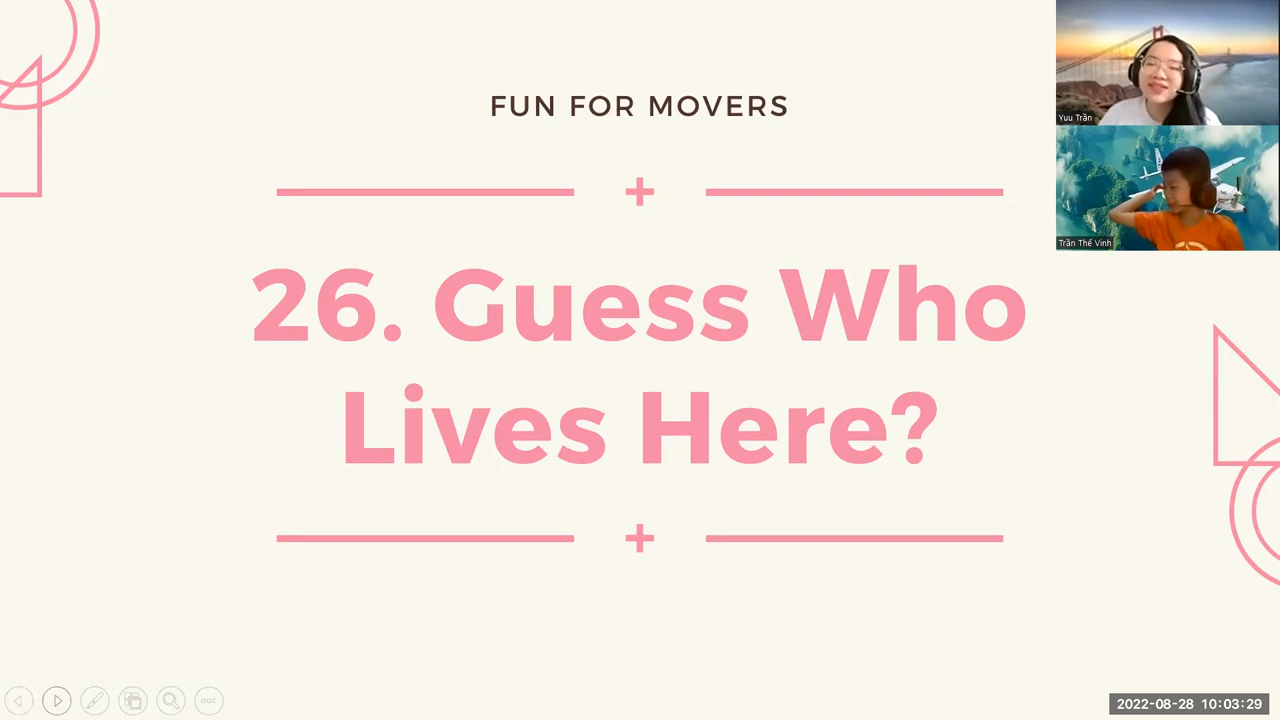 FUN FOR MOVERS
26. Guess Who
Lives Here?
Yuu Trần
Trần Thế Vinh
2022-08-28 10:03:29